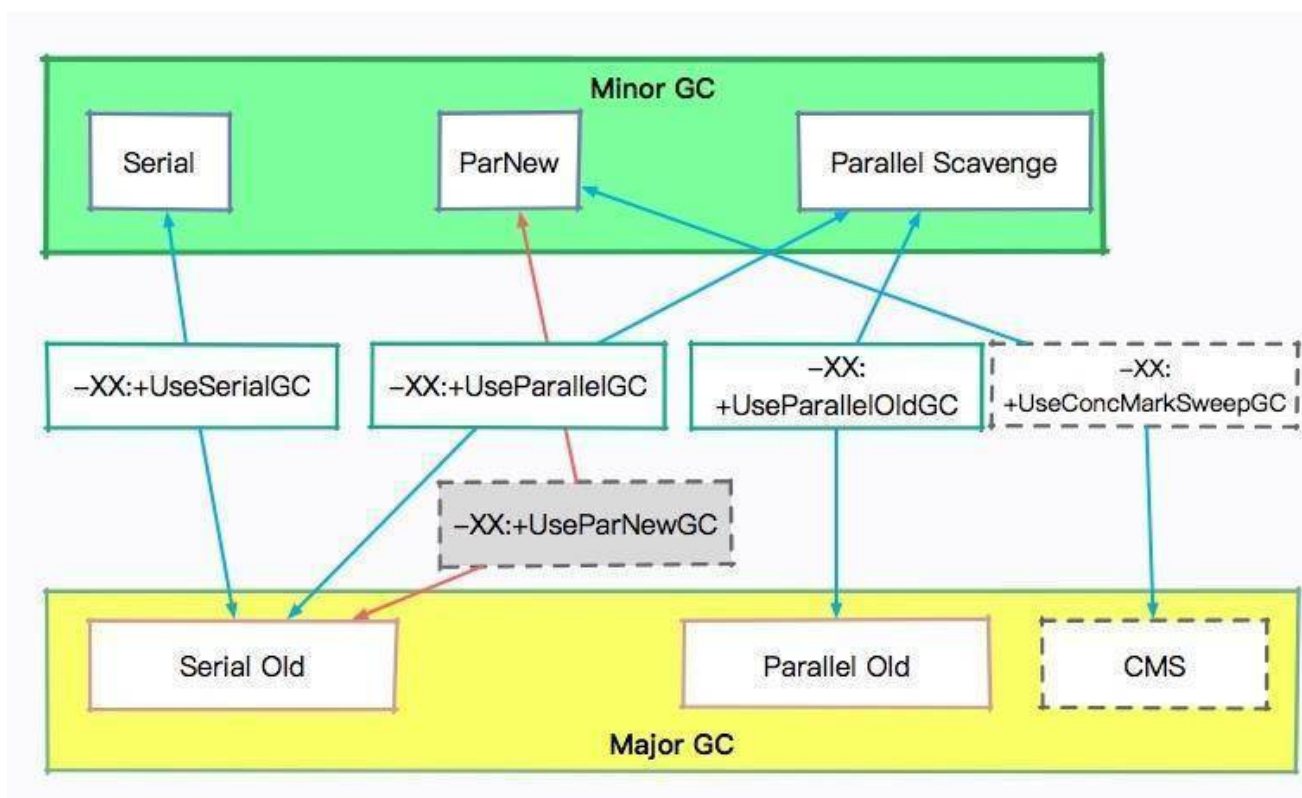 Minor GC
Serial
ParNew
Parallel Scavenge
–XX:+UseSerialGC
–XX:+UseParallelGC
–XX:
+UseParallelOldGC
–XX:
+UseConcMarkSweepGC
–XX:+UseParNewGC
Serial Old
Parallel Old
CMS
Major GC